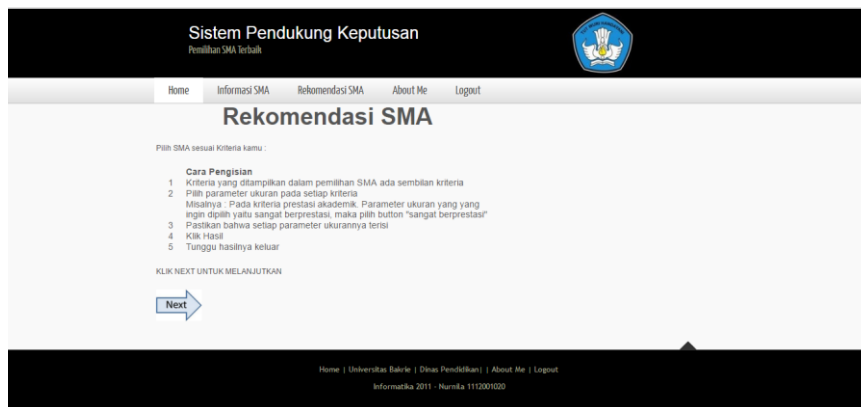 Sistem Pendukung Keputusan
Pemilihan SMA Terbaik
Home Informasi SMA Rekomendasi SMA About Me Logout
Rekomendasi SMA
Pilih SMA sesuai Kriteria kamu :
Cara Pengisian
1 Kriteria yang ditampilkan dalam pemilihan SMA ada sembilan kriteria
2 Pilih parameter ukuran pada setiap kriteria
Misalnya : Pada kriteria prestasi akademik. Parameter ukuran yang yang
ingin dipilih yaitu sangat berprestasi, maka pilih button "sangat berprestasi"
3 Pastikan bahwa setiap parameter ukurannya terisi
4 Klik Hasil
5 Tunggu hasilnya keluar
KLIK NEXT UNTUK MELANJUTKAN
Next
Home | Universitas Bakrie | Dinas Pendidikan| | About Me | Logout
Informatika 2011 - Nurnila 1112001020